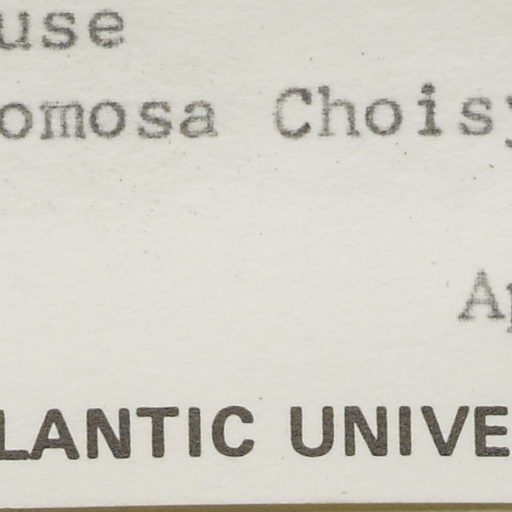 use
omosa Choisy
Ap
LANTIC UNIVE